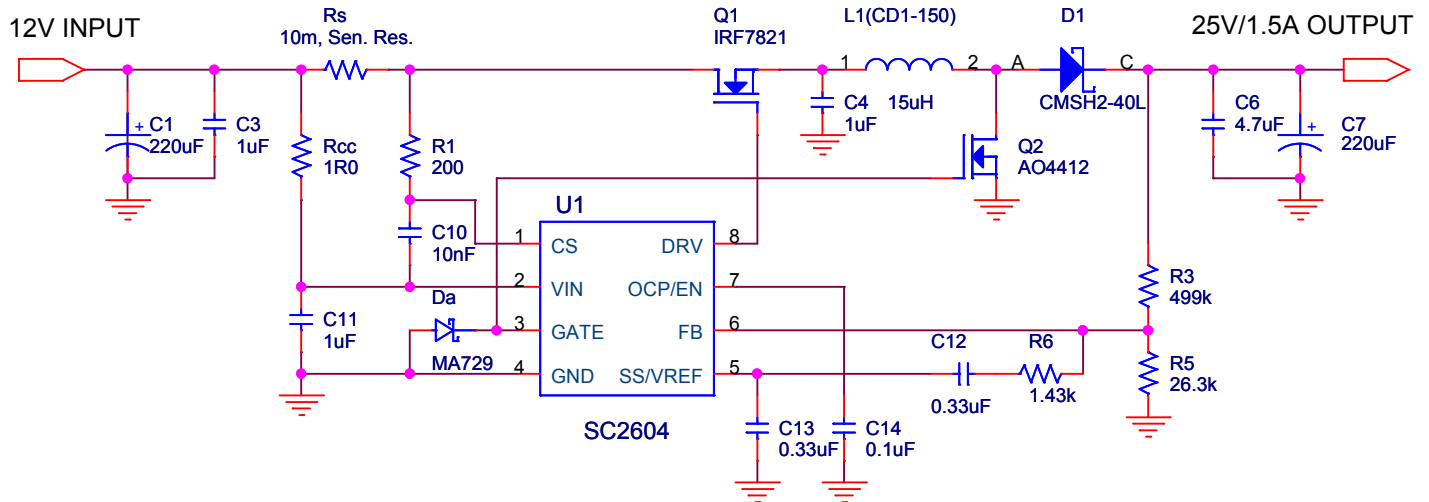 12V INPUT
Rs
10m, Sen. Res.
Q1
IRF7821
L1(CD1-150)
D1
25V/1.5A OUTPUT
1
2
A
C
15uH
CMSH2-40L
C4
1uF
C6
4.7uF
C7
220uF
+
+
C1
220uF
C3
1uF
Rcc
1R0
R1
200
Q2
AO4412
U1
C10
10nF
1
CS
DRV
8
2
VIN
OCP/EN
7
3
GATE
FB
6
4
GND
SS/VREF
5
SC2604
C11
1uF
Da
MA729
R3
499k
C12
0.33uF
R6
1.43k
R5
26.3k
C13
0.33uF
C14
0.1uF